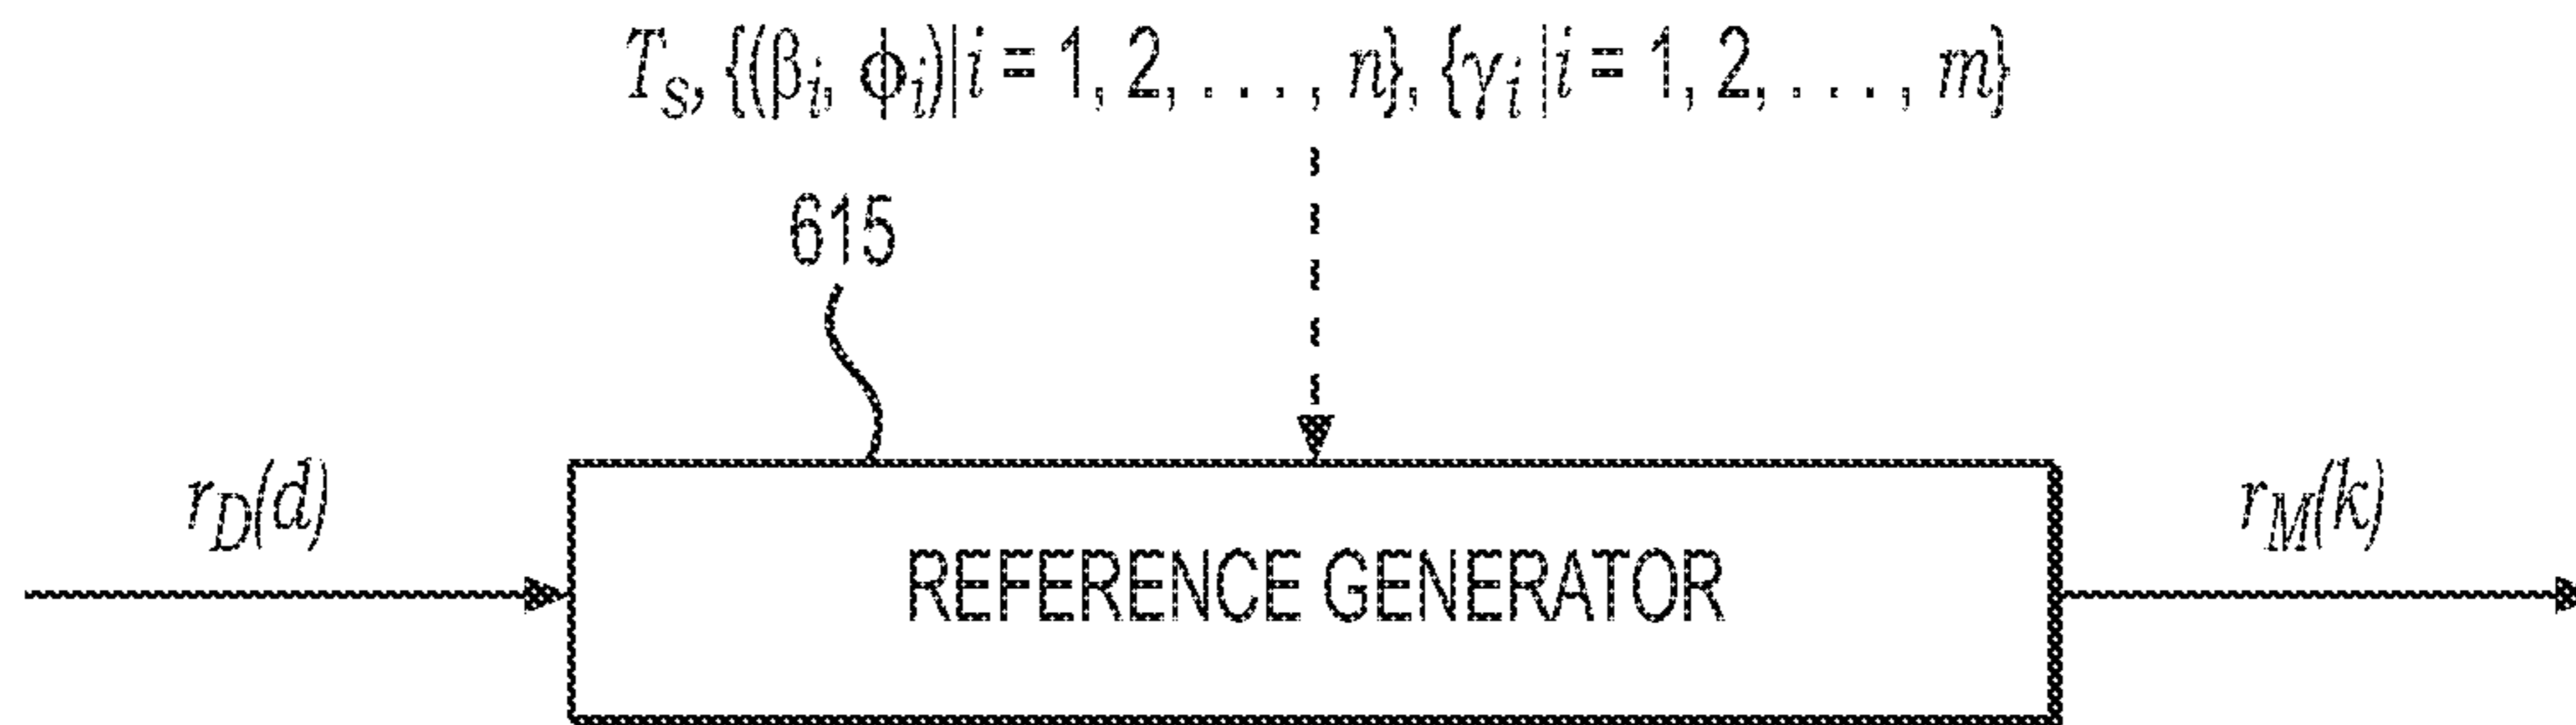 T_s, {(β_i, ϕ_i)|i = 1, 2, . . . , n}, {γ_i |i = 1, 2, . . . , m}
615
r_D(d)
REFERENCE GENERATOR
r_M(k)